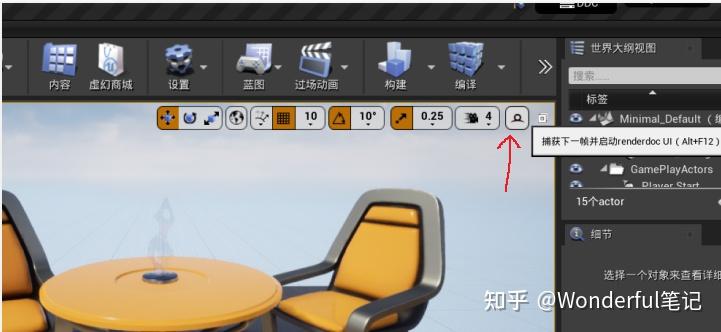 DDC
内容
虚幻商城
设置
蓝图
过场动画
构建
编译
世界大纲视图
搜索......
标签
10
10°
0.25
4
Minimal_Default（编
捕获下一帧并启动renderdoc UI（Alt+F12）
GamePlayActors
Player Start
15个actor
细节
选择一个对象来查看详细
知乎 @Wonderful笔记